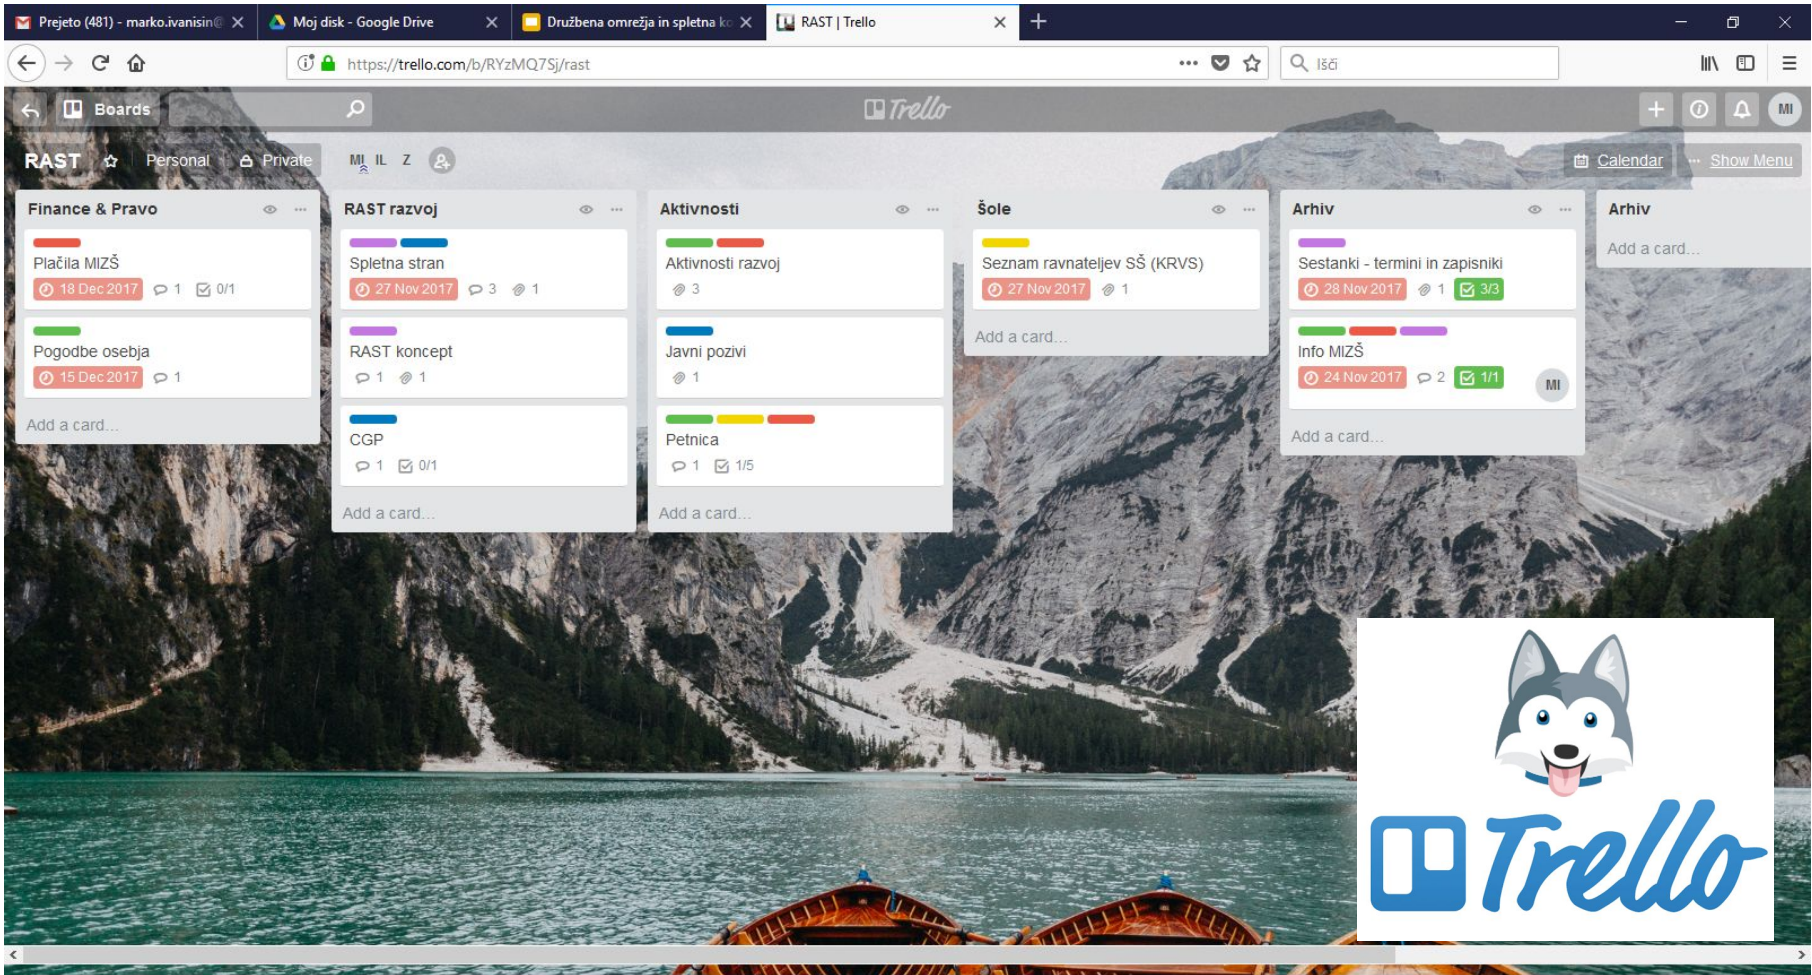 Prejeto (481) - marko.ivanisin@
Moj disk - Google Drive
Družbena omrežja in spletna ko
RAST | Trello
https://trello.com/b/RYzMQ7Sj/rast
Išči
Boards
Trello
MI
RAST
Personal
Private
MI IL Z
Calendar
Show Menu
Finance & Pravo
Plačila MIZŠ
18 Dec 2017 1 0/1
Pogodbe osebja
15 Dec 2017 1
Add a card...
RAST razvoj
Spletna stran
27 Nov 2017 3 1
RAST koncept
1 1
CGP
1 0/1
Add a card...
Aktivnosti
Aktivnosti razvoj
3
Javni pozivi
1
Petnica
1 1/5
Add a card...
Šole
Seznam ravnateljev SŠ (KRVS)
27 Nov 2017 1
Add a card...
Arhiv
Sestanki - termini in zapisniki
28 Nov 2017 1 3/3
Info MIZŠ
24 Nov 2017 2 1/1
MI
Add a card...
Arhiv
Add a card...
Trello